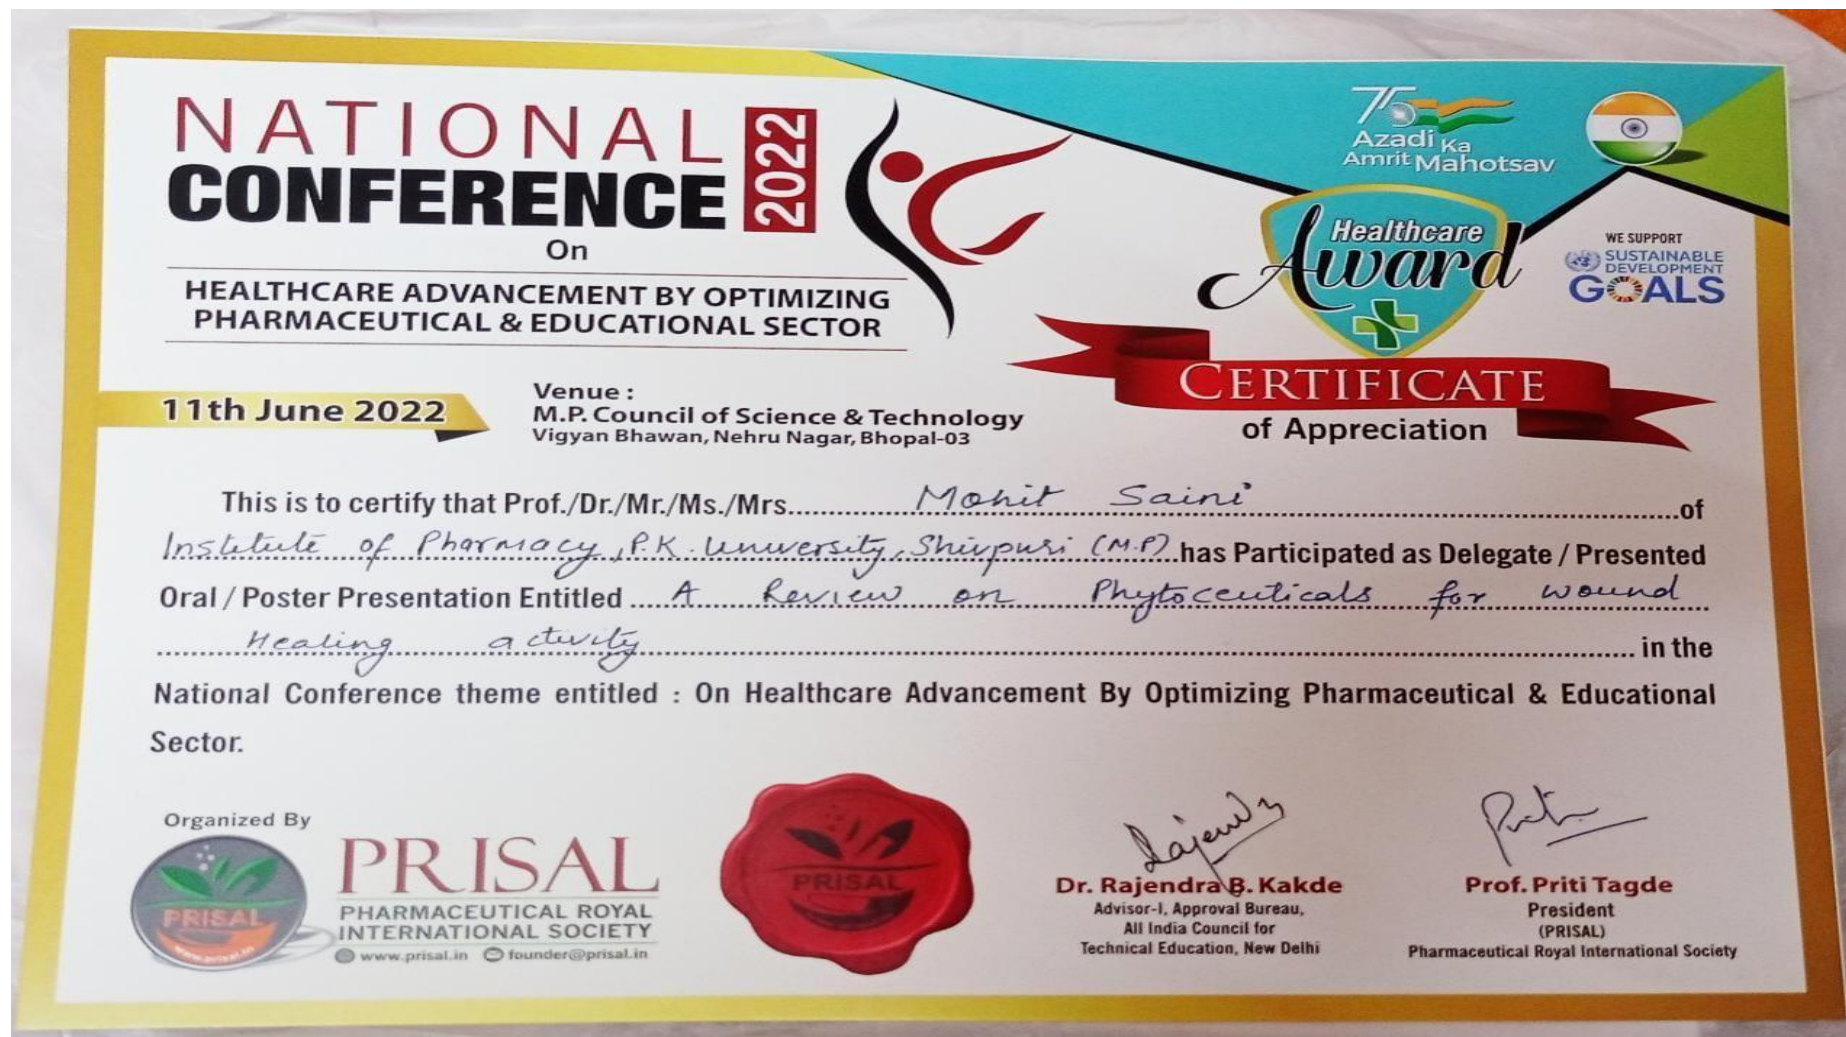 NATIONAL
CONFERENCE
2022
On
HEALTHCARE ADVANCEMENT BY OPTIMIZING
PHARMACEUTICAL & EDUCATIONAL SECTOR
75
Azadi Ka
Amrit Mahotsav
Healthcare
Award
WE SUPPORT
SUSTAINABLE
DEVELOPMENT
GOALS
CERTIFICATE
of Appreciation
11th June 2022
Venue :
M.P. Council of Science & Technology
Vigyan Bhawan, Nehru Nagar, Bhopal-03
This is to certify that Prof./Dr./Mr./Ms./Mrs. Mohit Saini of
Institute of Pharmacy, P.K. University, Shivpuri (M.P) has Participated as Delegate / Presented
Oral / Poster Presentation Entitled A Review on Phytoceuticals for wound
Healing activity in the
National Conference theme entitled : On Healthcare Advancement By Optimizing Pharmaceutical & Educational
Sector.
Organized By
PRISAL
www.prisal.in
PRISAL
PHARMACEUTICAL ROYAL
INTERNATIONAL SOCIETY
www.prisal.in founder@prisal.in
PRISAL
Dr. Rajendra B. Kakde
Advisor-I, Approval Bureau,
All India Council for
Technical Education, New Delhi
Prof. Priti Tagde
President
(PRISAL)
Pharmaceutical Royal International Society